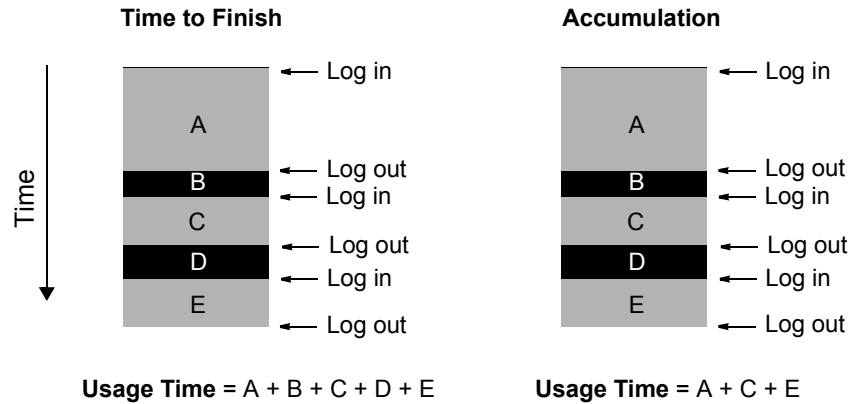 Time to Finish
Time
A
B
C
D
E
Log in
Log out
Log in
Log out
Log in
Log out
Usage Time = A + B + C + D + E
Accumulation
A
B
C
D
E
Log in
Log out
Log in
Log out
Log in
Log out
Usage Time = A + C + E